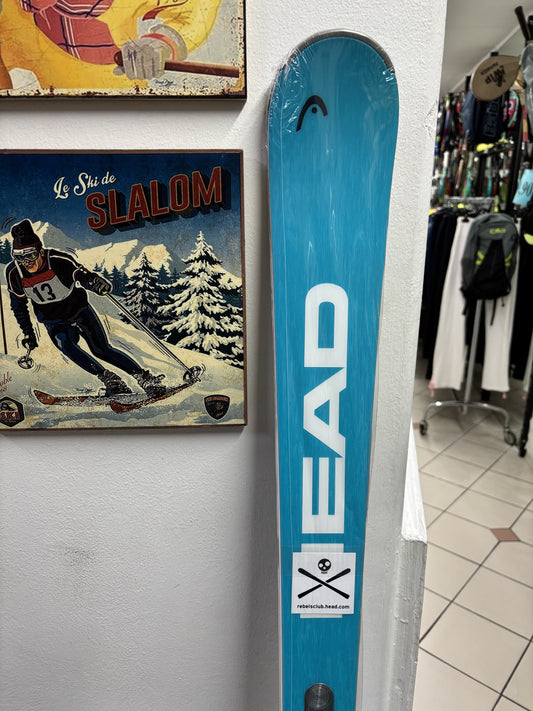 Le Ski de
SLALOM
13
HEAD
rebelsclub.head.com